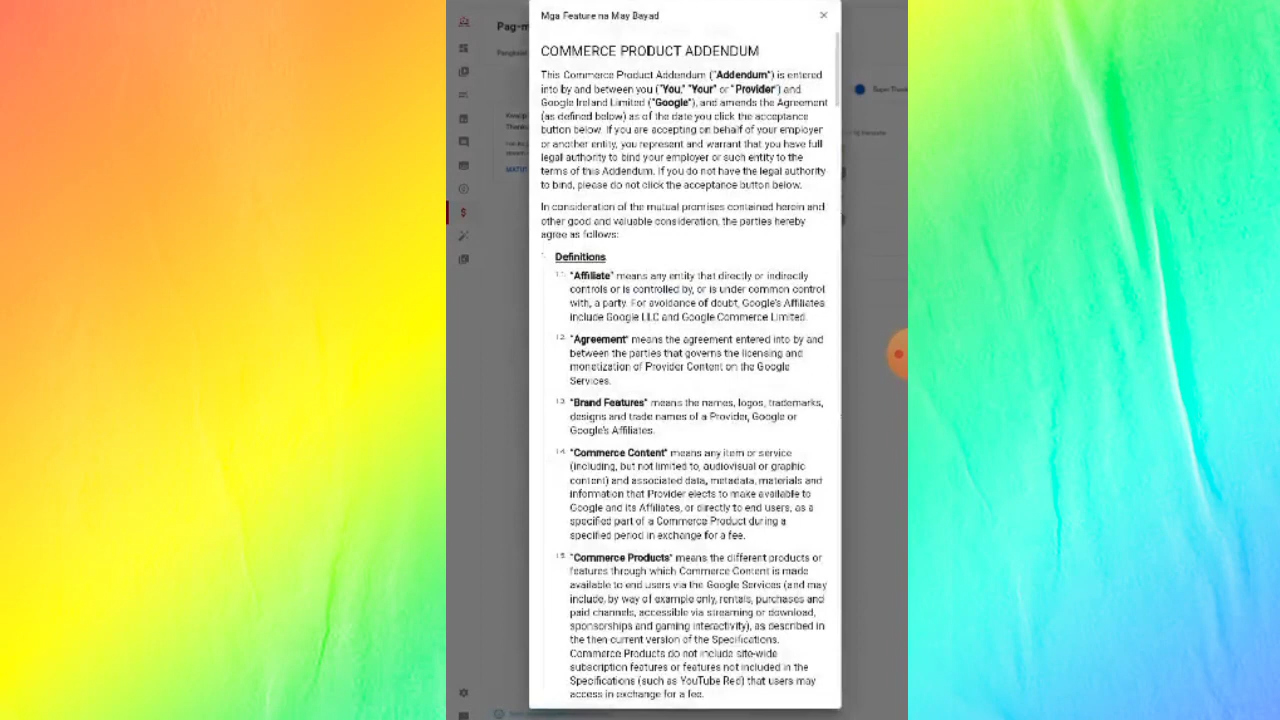 Mga Feature na May Bayad
COMMERCE PRODUCT ADDENDUM
This Commerce Product Addendum ("Addendum") is entered
into by and between you ("You," "Your" or "Provider") and
Google Ireland Limited ("Google"), and amends the Agreement
(as defined below) as of the date you click the acceptance
button below. If you are accepting on behalf of your employer
or another entity, you represent and warrant that you have full
legal authority to bind your employer or such entity to the
terms of this Addendum. If you do not have the legal authority
to bind, please do not click the acceptance button below.
In consideration of the mutual promises contained herein and
other good and valuable consideration, the parties hereby
agree as follows:
Definitions
1.1. "Affiliate" means any entity that directly or indirectly
controls or is controlled by, or is under common control
with, a party. For avoidance of doubt, Google's Affiliates
include Google LLC and Google Commerce Limited.
1.2. "Agreement" means the agreement entered into by and
between the parties that governs the licensing and
monetization of Provider Content on the Google
Services.
1.3. "Brand Features" means the names, logos, trademarks,
designs and trade names of a Provider, Google or
Google's Affiliates.
1.4. "Commerce Content" means any item or service
(including, but not limited to, audiovisual or graphic
content) and associated data, metadata, materials and
information that Provider elects to make available to
Google and its Affiliates, or directly to end users, as a
specified part of a Commerce Product during a
specified period in exchange for a fee.
1.5. "Commerce Products" means the different products or
features through which Commerce Content is made
available to end users via the Google Services (and may
include, by way of example only, rentals, purchases and
paid channels, accessible via streaming or download,
sponsorships and gaming interactivity), as described in
the then current version of the Specifications.
Commerce Products do not include site-wide
subscription features or features not included in the
Specifications (such as YouTube Red) that users may
access in exchange for a fee.
Pag-m
Super Thank